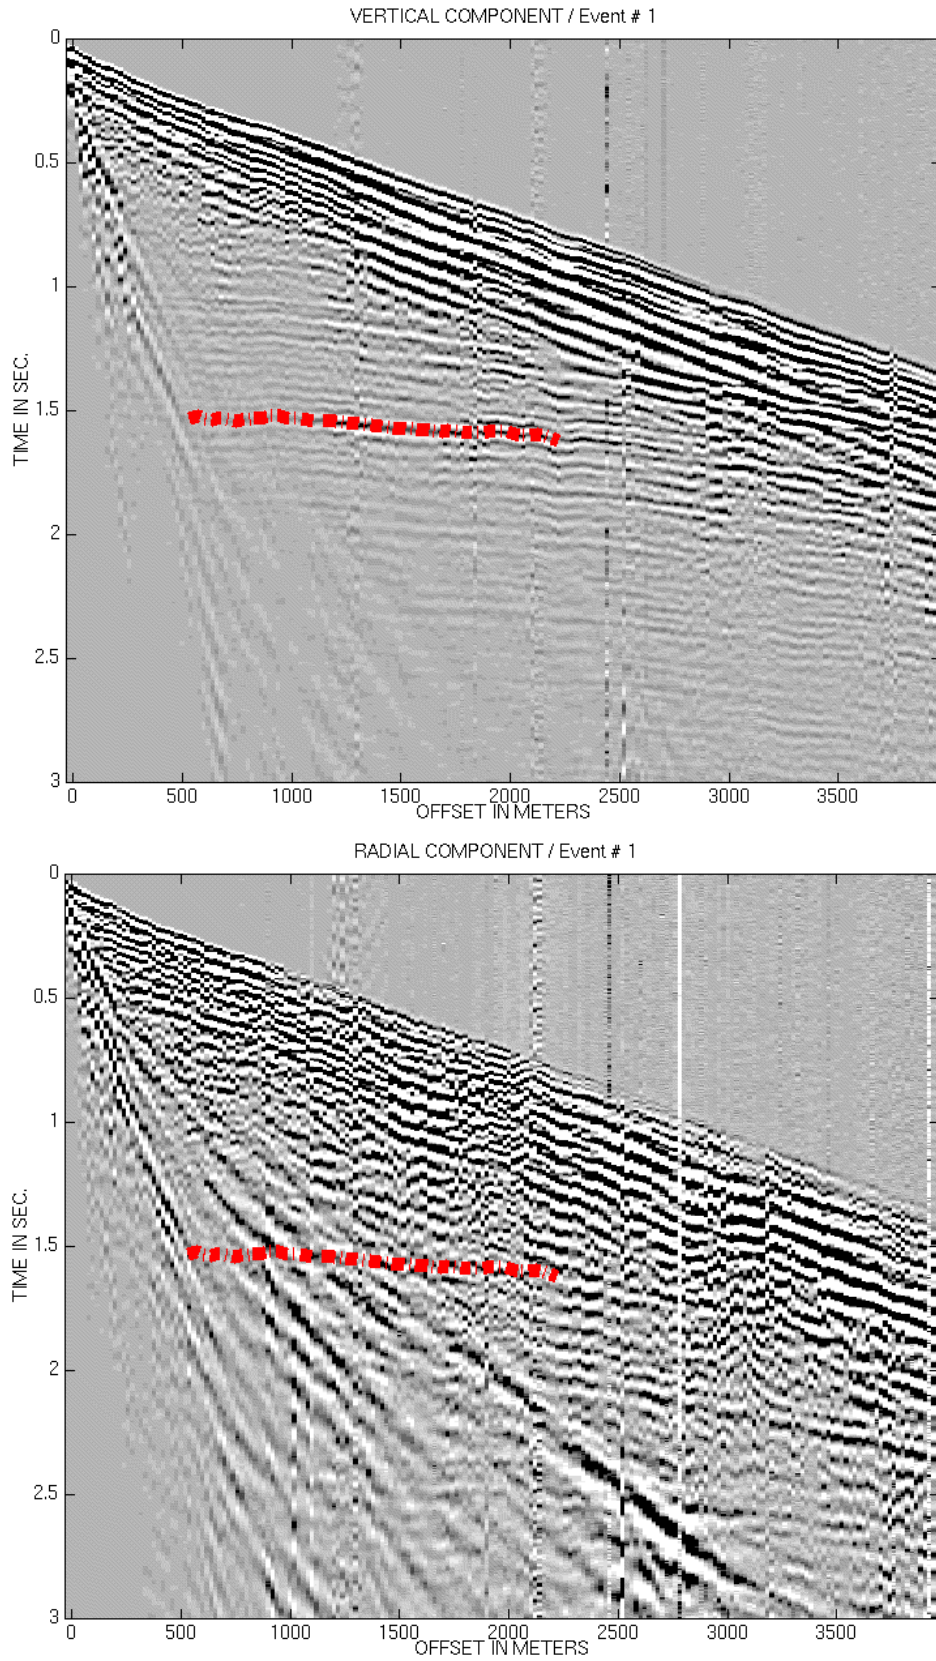 VERTICAL COMPONENT / Event # 1
0
0.5
1
1.5
2
2.5
3
TIME IN SEC.
0 500 1000 1500 2000 2500 3000 3500
OFFSET IN METERS
RADIAL COMPONENT / Event # 1
0
0.5
1
1.5
2
2.5
3
TIME IN SEC.
0 500 1000 1500 2000 2500 3000 3500
OFFSET IN METERS